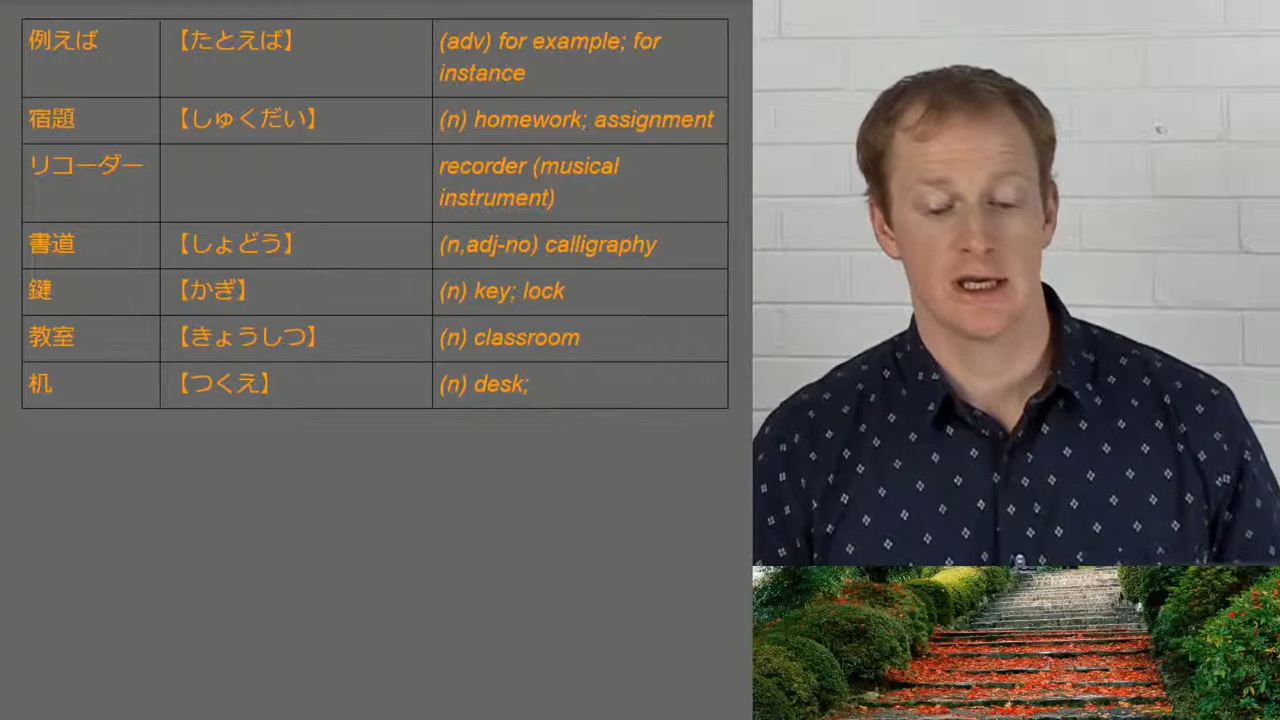 例えば 【たとえば】 (adv) for example; for
instance
宿題 【しゅくだい】 (n) homework; assignment
リコーダー recorder (musical
instrument)
書道 【しょどう】 (n,adj-no) calligraphy
鍵 【かぎ】 (n) key; lock
教室 【きょうしつ】 (n) classroom
机 【つくえ】 (n) desk;